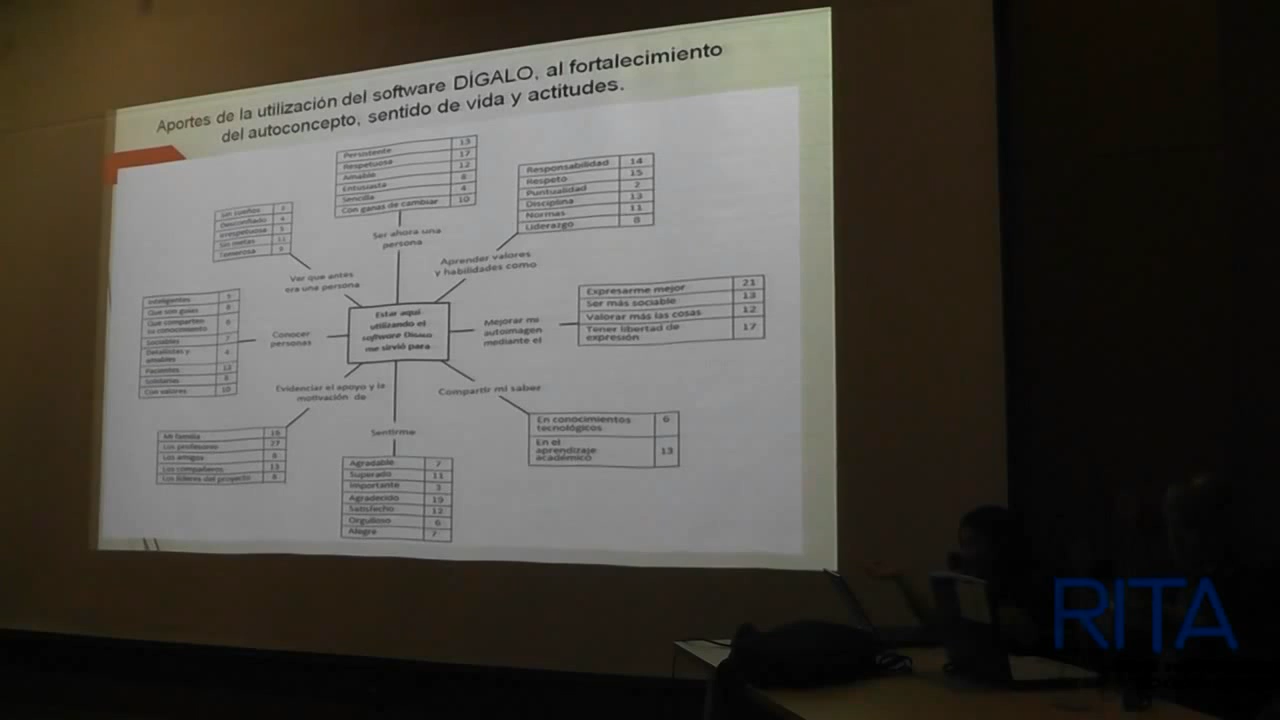 Aportes de la utilización del software DÍGALO, al fortalecimiento
del autoconcepto, sentido de vida y actitudes.
Persistente 13
Respetuosa 17
Amable 12
Entusiasta 8
Sencilla 4
Con ganas de cambiar 10
Ser ahora una
persona
Responsabilidad 14
Respeto 15
Puntualidad 2
Disciplina 13
Normas 11
Liderazgo 8
Aprender valores
y habilidades como
Sin sueños
Desconfiado 4
Irrespetuosa 5
Sin metas 11
Temerosa
Ver que antes
era una persona
Expresarme mejor 21
Ser más sociable 13
Valorar más las cosas 12
Tener libertad de
expresión 17
Mejorar mi
autoimagen
mediante el
Estar aquí
utilizando el
software Dígalo
me sirvió para
Inteligentes 5
Que son guías 8
Que comparten
su conocimiento 6
Sociables 7
Detallistas y
amables 4
Pacientes 12
Solidarias 8
Con valores 10
Conocer
personas
Evidenciar el apoyo y la
motivación de
Mi familia 16
Los profesores 27
Los amigos 8
Los compañeros 13
Los líderes del proyecto 8
Sentirme
Agradable 7
Superado 11
Importante 3
Agradecido 19
Satisfecho 12
Orgulloso 6
Alegre 7
Compartir mi saber
En conocimientos
tecnológicos 6
En el
aprendizaje
académico 13
RITA